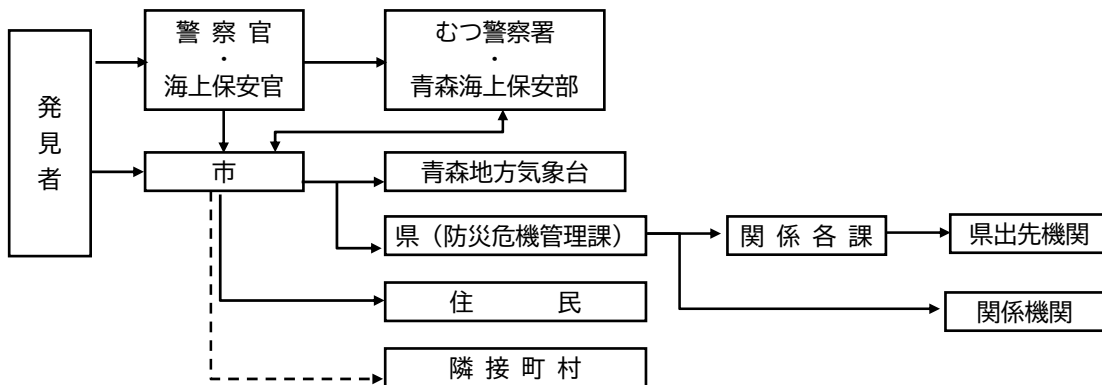 発見者
警察官
・
海上保安官
むつ警察署
・
青森海上保安部
市
青森地方気象台
県（防災危機管理課）
関係各課
県出先機関
住民
関係機関
隣接町村